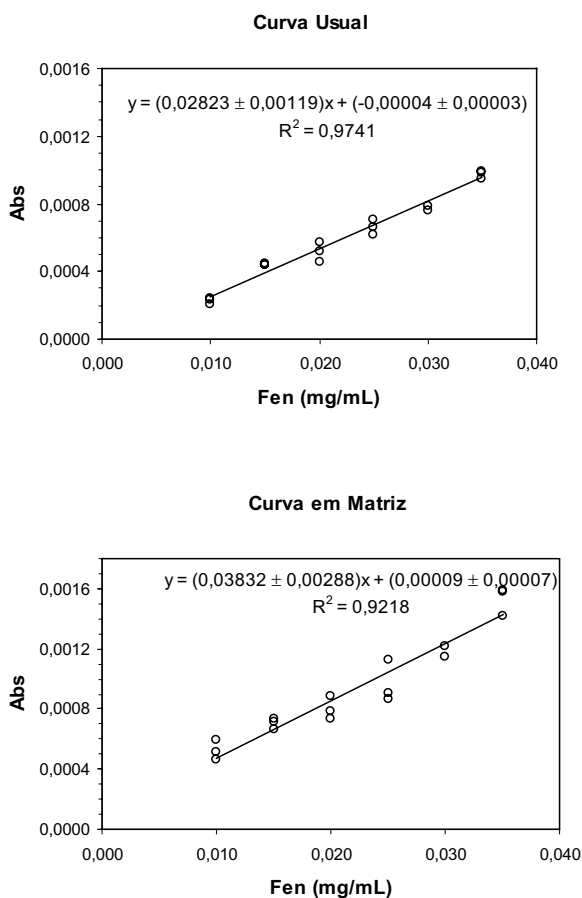 Curva Usual
0,0016
y = (0,02823 ± 0,00119)x + (-0,00004 ± 0,00003)
R² = 0,9741
0,0012
Abs
0,0008
0,0004
0,0000
0,000 0,010 0,020 0,030 0,040
Fen (mg/mL)
Curva em Matriz
y = (0,03832 ± 0,00288)x + (0,00009 ± 0,00007)
0,0016
R² = 0,9218
0,0012
Abs
0,0008
0,0004
0,0000
0,000 0,010 0,020 0,030 0,040
Fen (mg/mL)